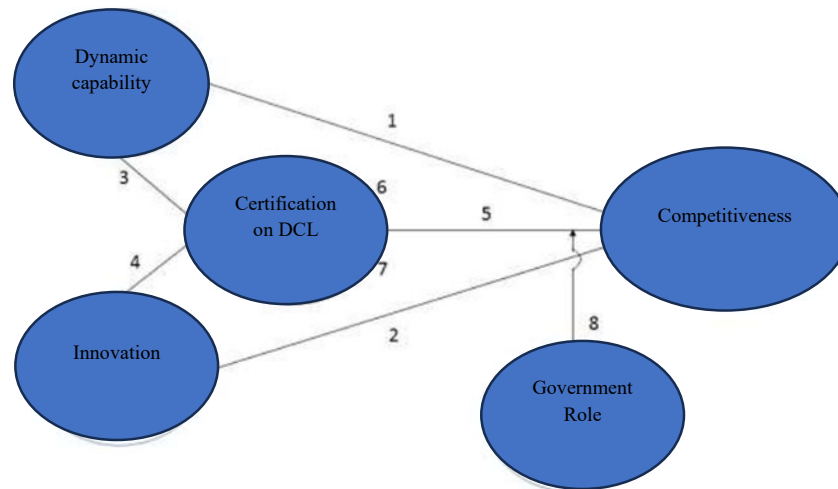 Dynamic
capability
1
3
6
Certification
on DCL
5
Competitiveness
4
7
2
Innovation
8
Government
Role